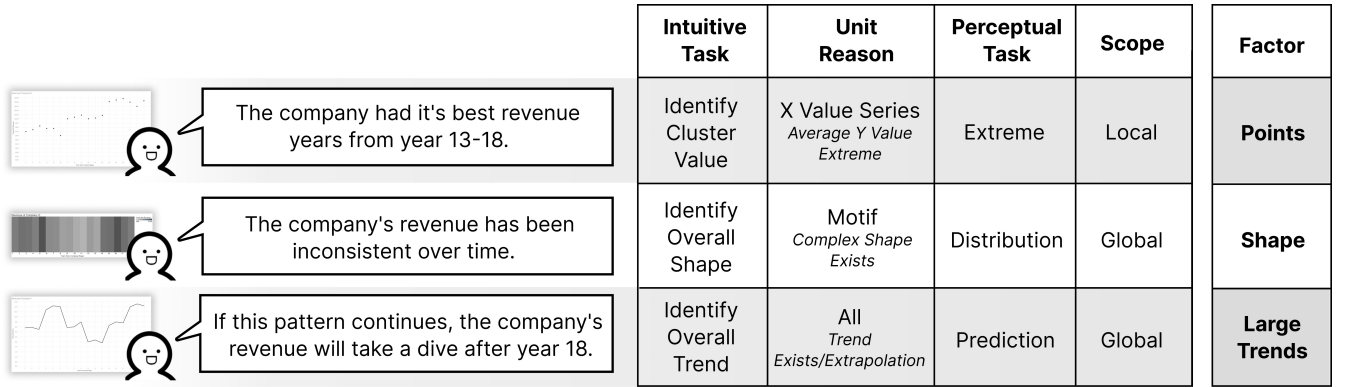 Intuitive
Task
Unit
Reason
Perceptual
Task
Scope
Factor
The company had it's best revenue
years from year 13-18.
Identify
Cluster
Value
X Value Series
Average Y Value
Extreme
Extreme
Local
Points
The company's revenue has been
inconsistent over time.
Identify
Overall
Shape
Motif
Complex Shape
Exists
Distribution
Global
Shape
If this pattern continues, the company's
revenue will take a dive after year 18.
Identify
Overall
Trend
All
Trend
Exists/Extrapolation
Prediction
Global
Large
Trends